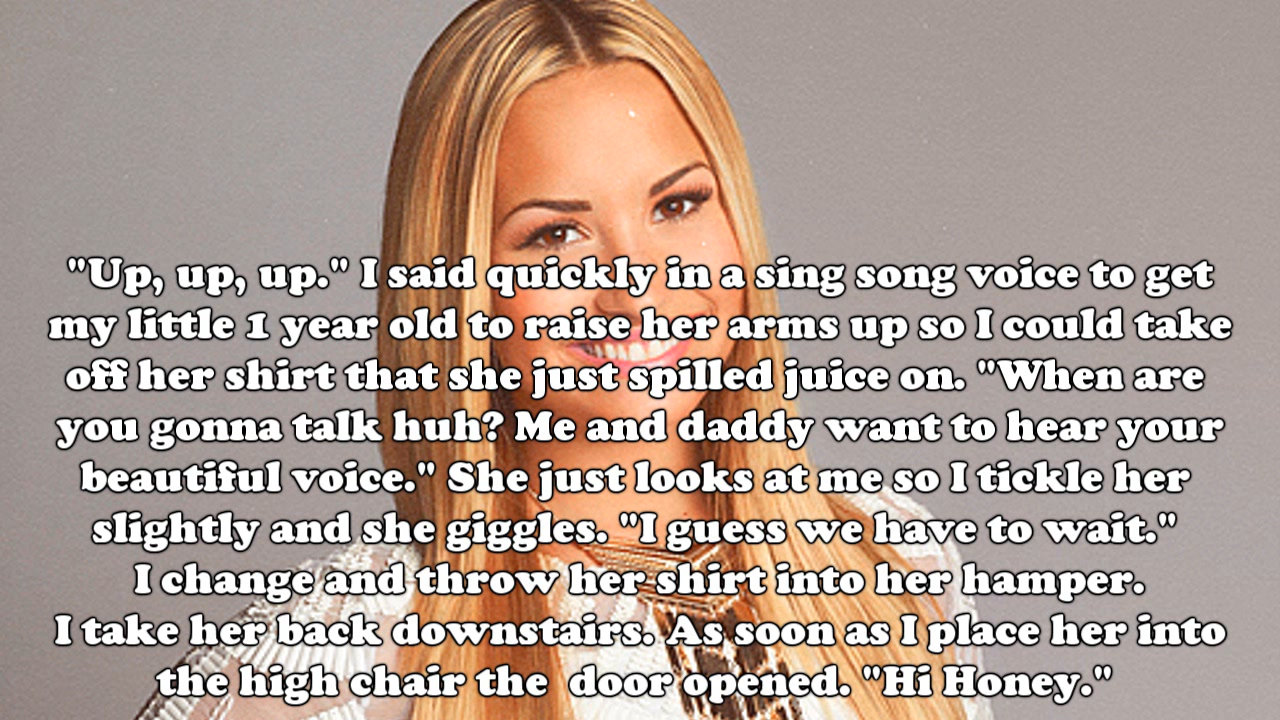 "Up, up, up." I said quickly in a sing song voice to get
my little 1 year old to raise her arms up so I could take
off her shirt that she just spilled juice on. "When are
you gonna talk huh? Me and daddy want to hear your
beautiful voice." She just looks at me so I tickle her
slightly and she giggles. "I guess we have to wait."
I change and throw her shirt into her hamper.
I take her back downstairs. As soon as I place her into
the high chair the  door opened. "Hi Honey."